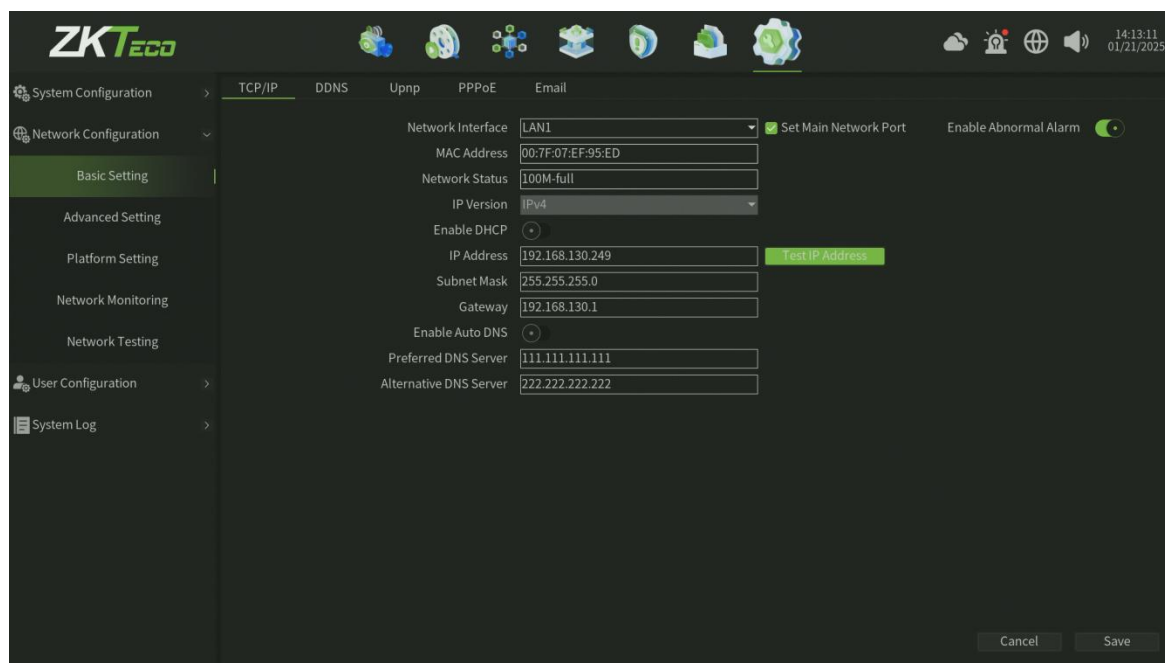 ZKTeco
14:13:11
01/21/2025
System Configuration
Network Configuration
Basic Setting
Advanced Setting
Platform Setting
Network Monitoring
Network Testing
User Configuration
System Log
TCP/IP DDNS Upnp PPPoE Email
Network Interface LAN1 Set Main Network Port Enable Abnormal Alarm
MAC Address 00:7F:07:EF:95:ED
Network Status 100M-full
IP Version IPv4
Enable DHCP
IP Address 192.168.130.249 Test IP Address
Subnet Mask 255.255.255.0
Gateway 192.168.130.1
Enable Auto DNS
Preferred DNS Server 111.111.111.111
Alternative DNS Server 222.222.222.222
Cancel Save